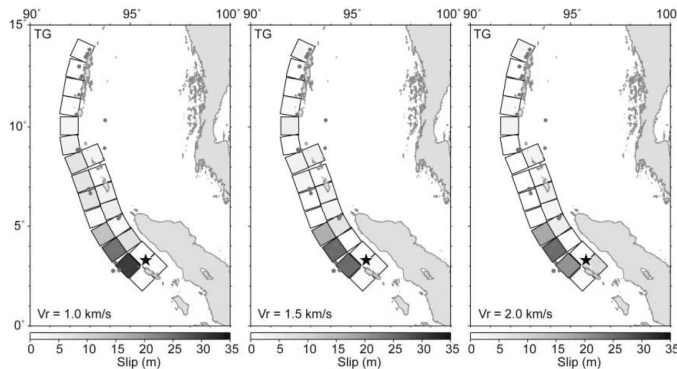 90° 95° 100° 90° 95° 100° 90° 95° 100
15° TG TG TG
10°
5°
0° Vr = 1.0 km/s Vr = 1.5 km/s Vr = 2.0 km/s
0 5 10 15 20 25 30 35 0 5 10 15 20 25 30 35 0 5 10 15 20 25 30 35
Slip (m) Slip (m) Slip (m)